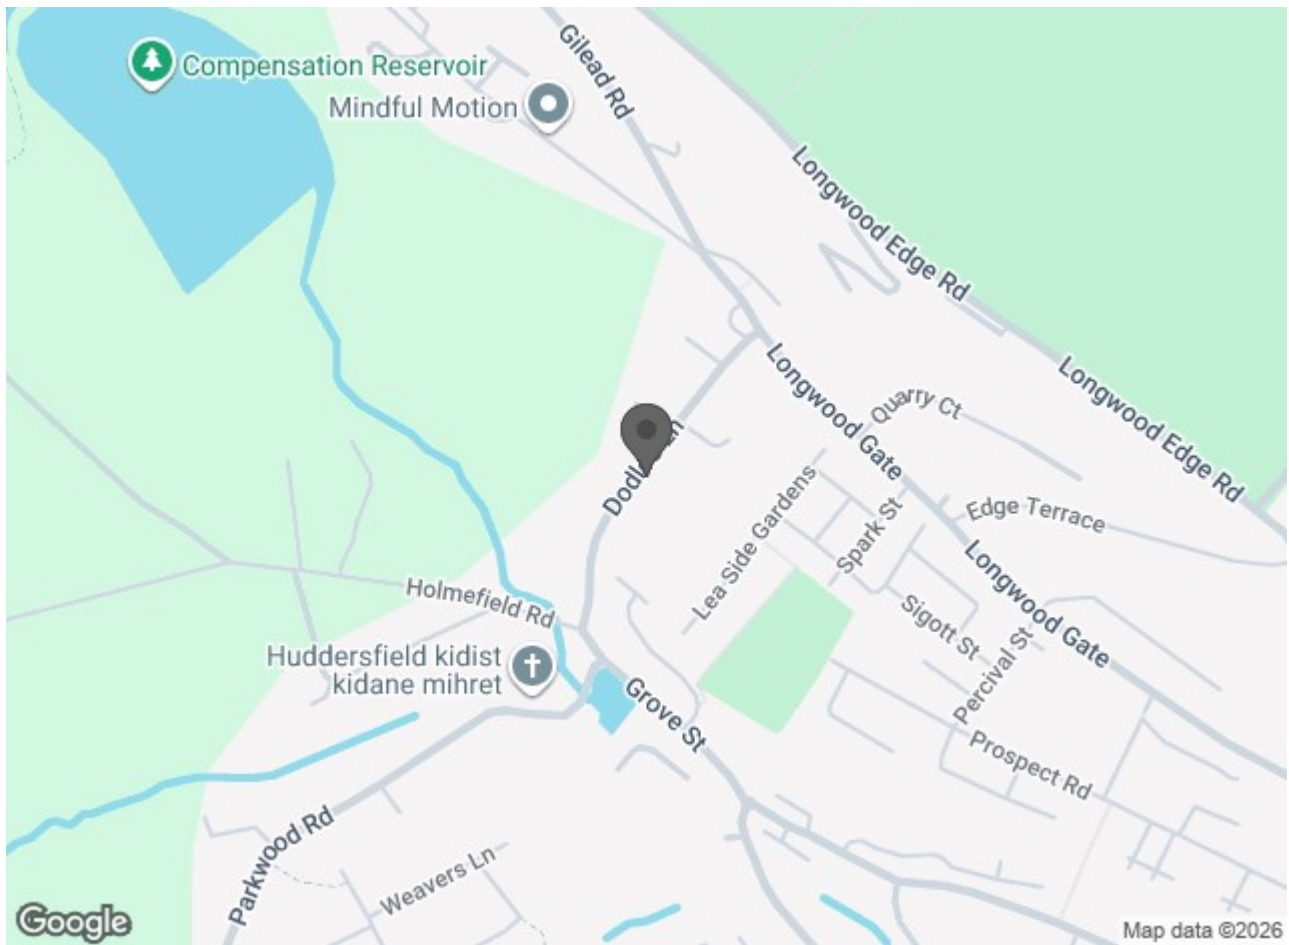 Gilead Rd
Compensation Reservoir
Mindful Motion
Longwood Edge Rd
Longwood Gate
Quarry Ct
Longwood Edge Rd
Ln
Edge Terrace
Lea Side Gardens
Spark St
Longwood Gate
Holmefield Rd
Sigott St
Percival St
Huddersfield kidist
kidane mihret
Grove St
Prospect Rd
Parkwood Rd
Weavers Ln
Google
Map data ©2026